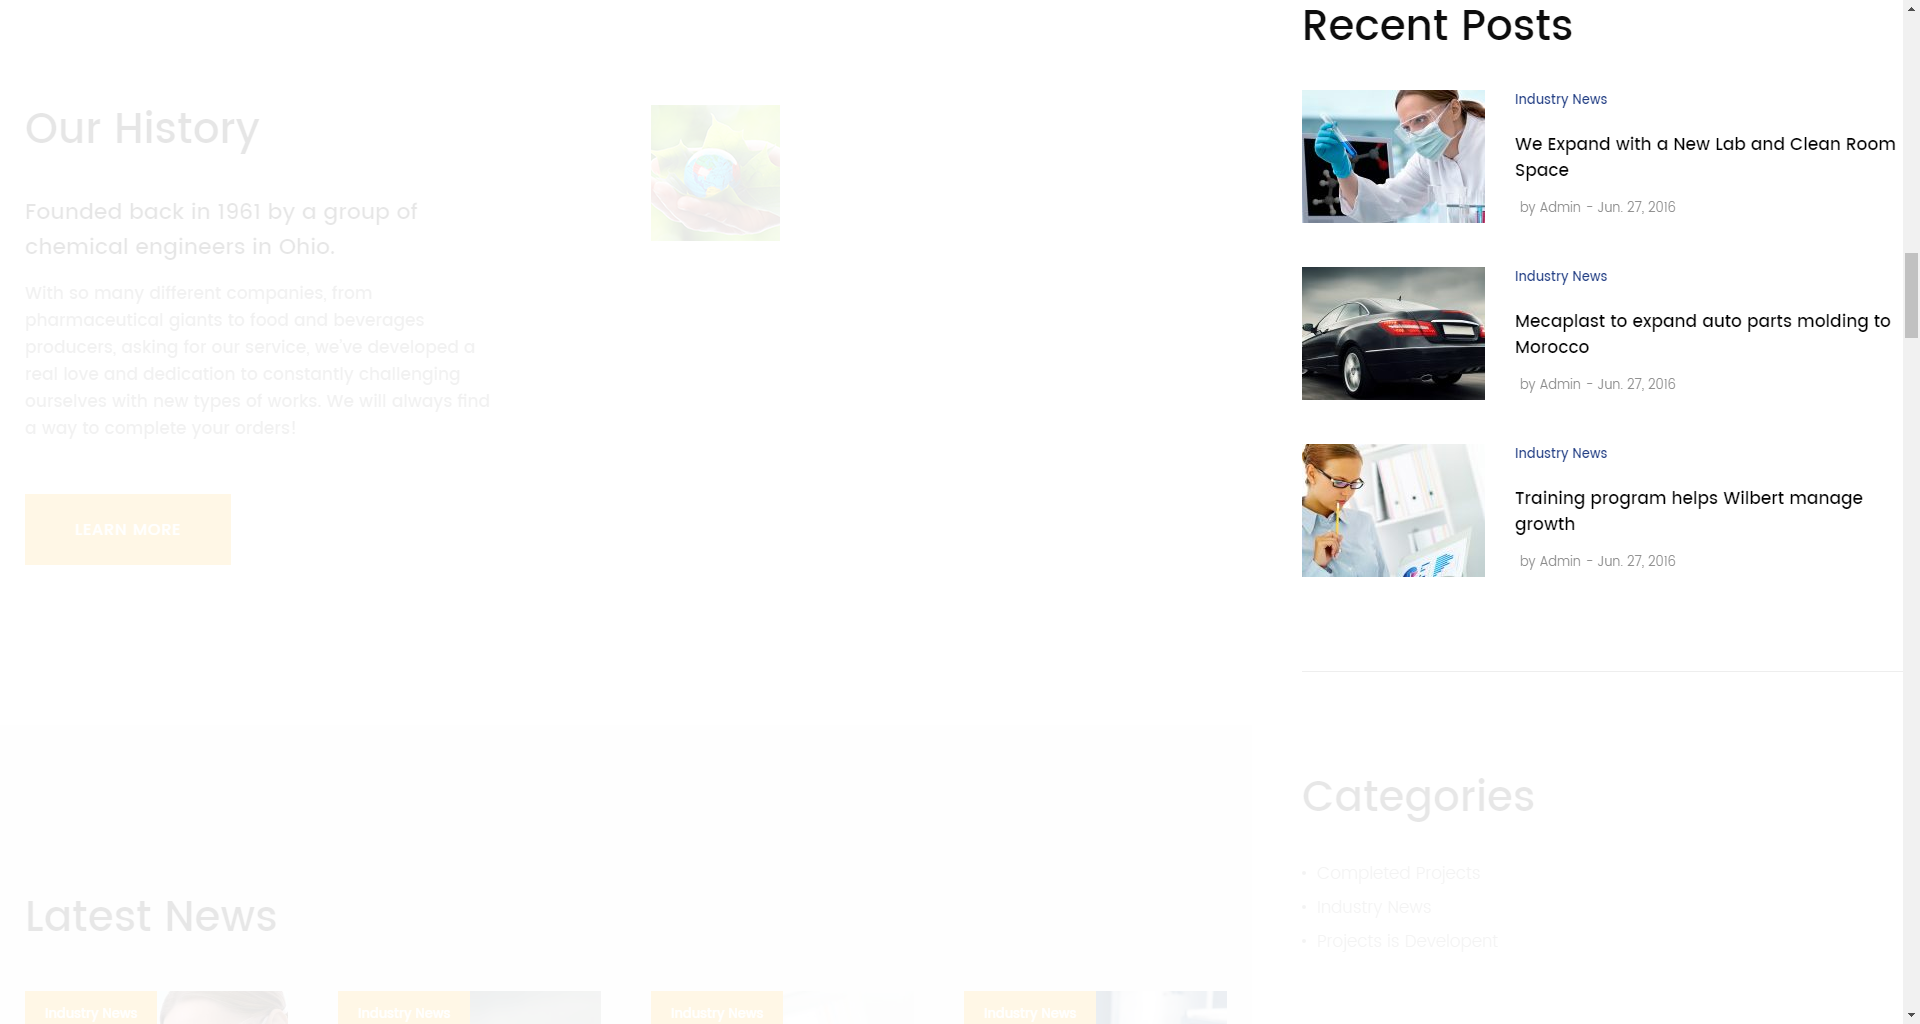 Our History
Founded back in 1961 by a group of
chemical engineers in Ohio.
With so many different companies, from
pharmaceutical giants to food and beverages
producers, asking for our service, we've developed a
real love and dedication to constantly challenging
ourselves with new types of works. We will always find
a way to complete your orders!
LEARN MORE
Latest News
Industry News
Industry News
Industry News
Industry News
Recent Posts
Industry News
We Expand with a New Lab and Clean Room
Space
by Admin - Jun. 27, 2016
Industry News
Mecaplast to expand auto parts molding to
Morocco
by Admin - Jun. 27, 2016
Industry News
Training program helps Wilbert manage
growth
by Admin - Jun. 27, 2016
Categories
• Completed Projects
• Industry News
• Projects is Developent